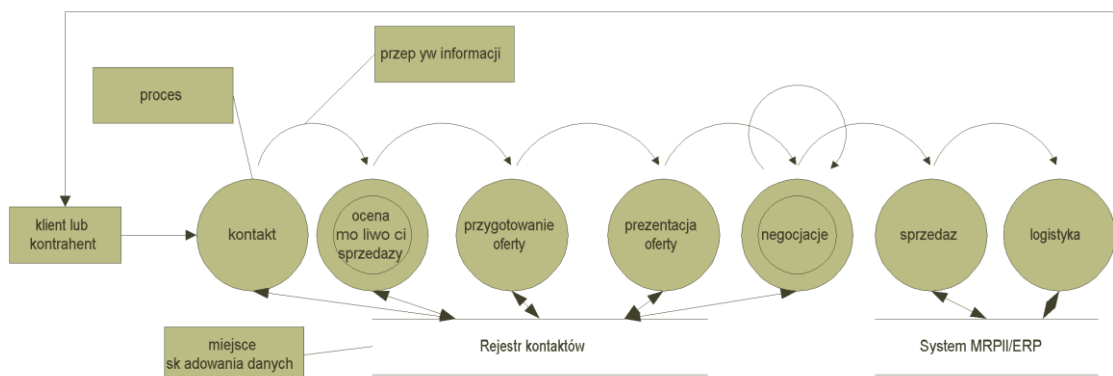 przep yw informacji
proces
klient lub
kontrahent
kontakt
ocena
mo liwo ci
sprzedazy
przygotowanie
oferty
prezentacja
oferty
negocjacje
sprzedaz
logistyka
miejsce
sk adowania danych
Rejestr kontaktów
System MRPII/ERP